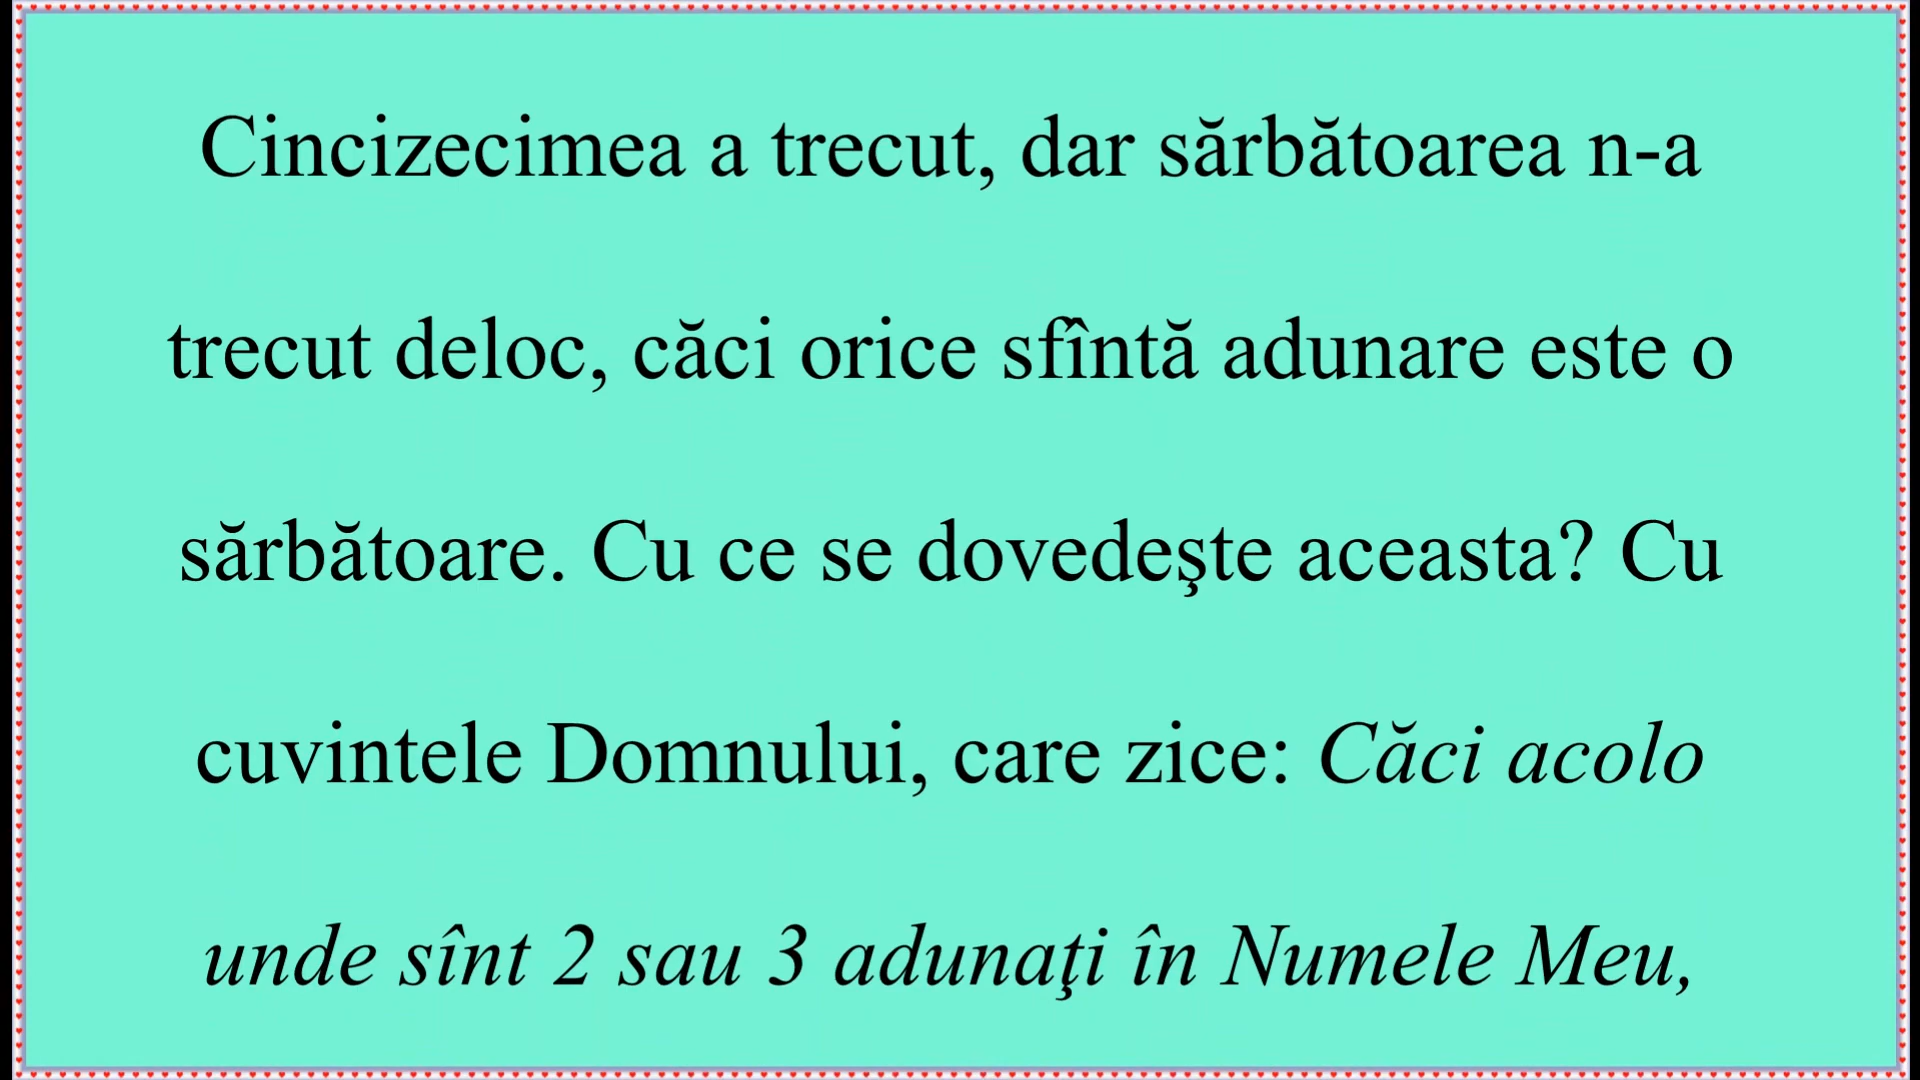 Cincizecimea a trecut, dar sărbătoarea n-a
trecut deloc, căci orice sfîntă adunare este o
sărbătoare. Cu ce se dovedeşte aceasta? Cu
cuvintele Domnului, care zice: Căci acolo
unde sînt 2 sau 3 adunaţi în Numele Meu,